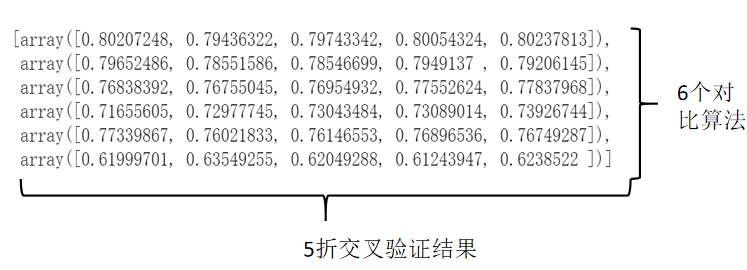 [array([0.80207248, 0.79436322, 0.79743342, 0.80054324, 0.80237813]),
array([0.79652486, 0.78551586, 0.78546699, 0.7949137 , 0.79206145]),
array([0.76838392, 0.76755045, 0.76954932, 0.77552624, 0.77837968]),
array([0.71655605, 0.72977745, 0.73043484, 0.73089014, 0.73926744]),
array([0.77339867, 0.76021833, 0.76146553, 0.76896536, 0.76749287]),
array([0.61999701, 0.63549255, 0.62049288, 0.61243947, 0.6238522 ])]
6个对
比算法
5折交叉验证结果